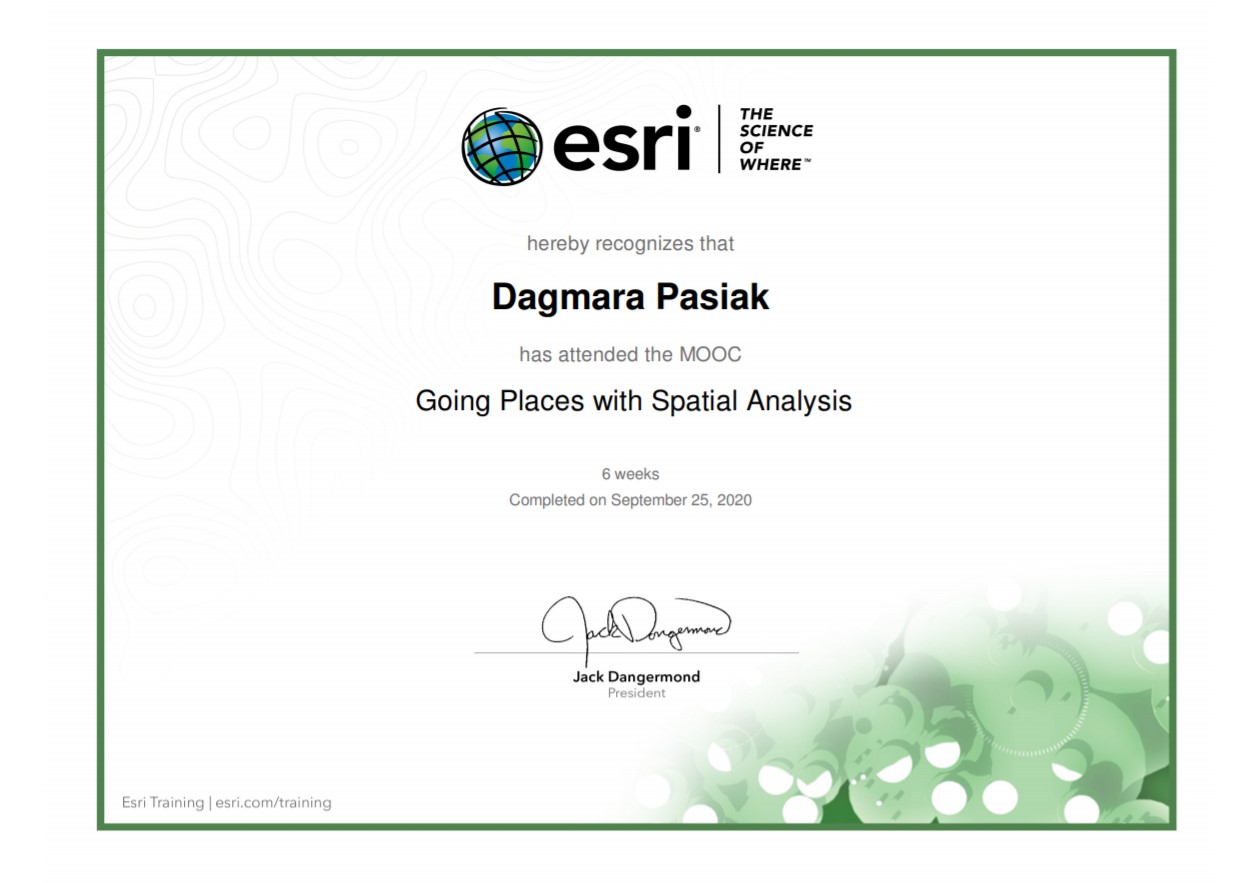 esri®
THE
SCIENCE
OF
WHERE™
hereby recognizes that
Dagmara Pasiak
has attended the MOOC
Going Places with Spatial Analysis
6 weeks
Completed on September 25, 2020
Jack Dangermond
Jack Dangermond
President
Esri Training | esri.com/training